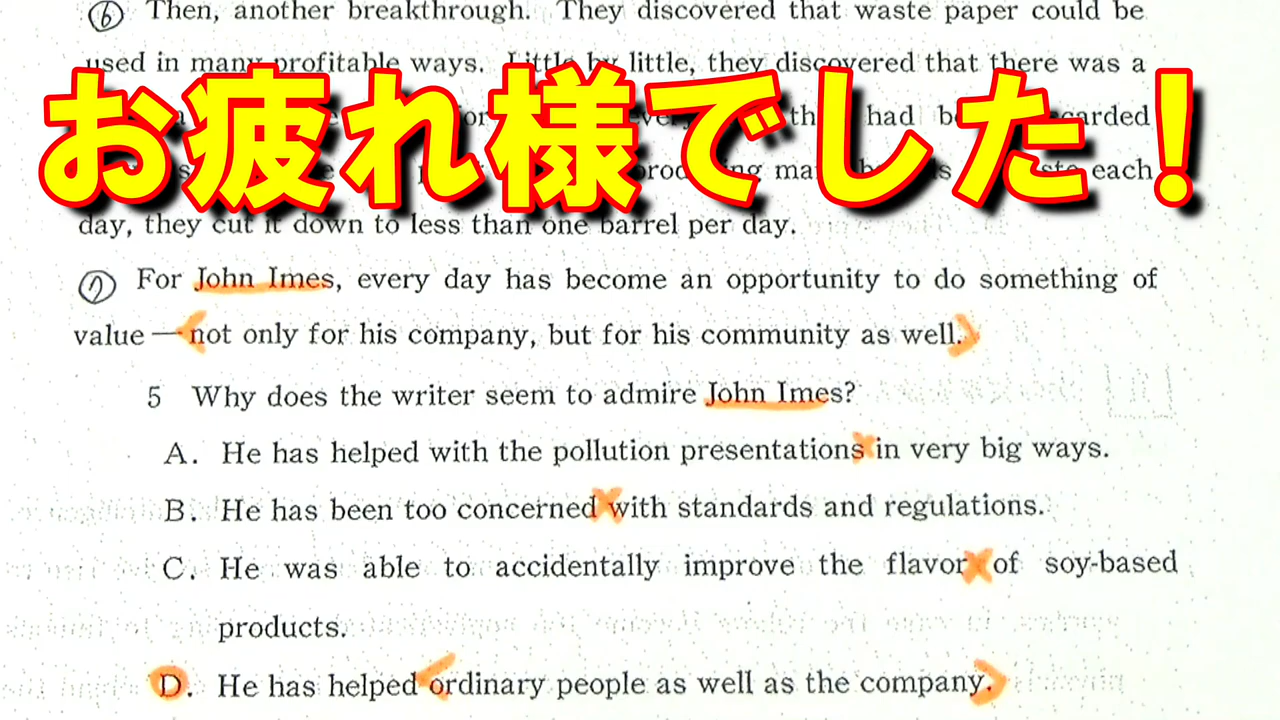 ⑥ Then, another breakthrough. They discovered that waste paper could be
used in many profitable ways. Little by little, they discovered that there was a
お疲れ様でした！
had
each
day, they cut it down to less than one barrel per day.
⑦ For John Imes, every day has become an opportunity to do something of
value — not only for his company, but for his community as well.
5 Why does the writer seem to admire John Imes?
A. He has helped with the pollution presentations in very big ways.
B. He has been too concerned with standards and regulations.
C. He was able to accidentally improve the flavor of soy-based
products.
D. He has helped ordinary people as well as the company.